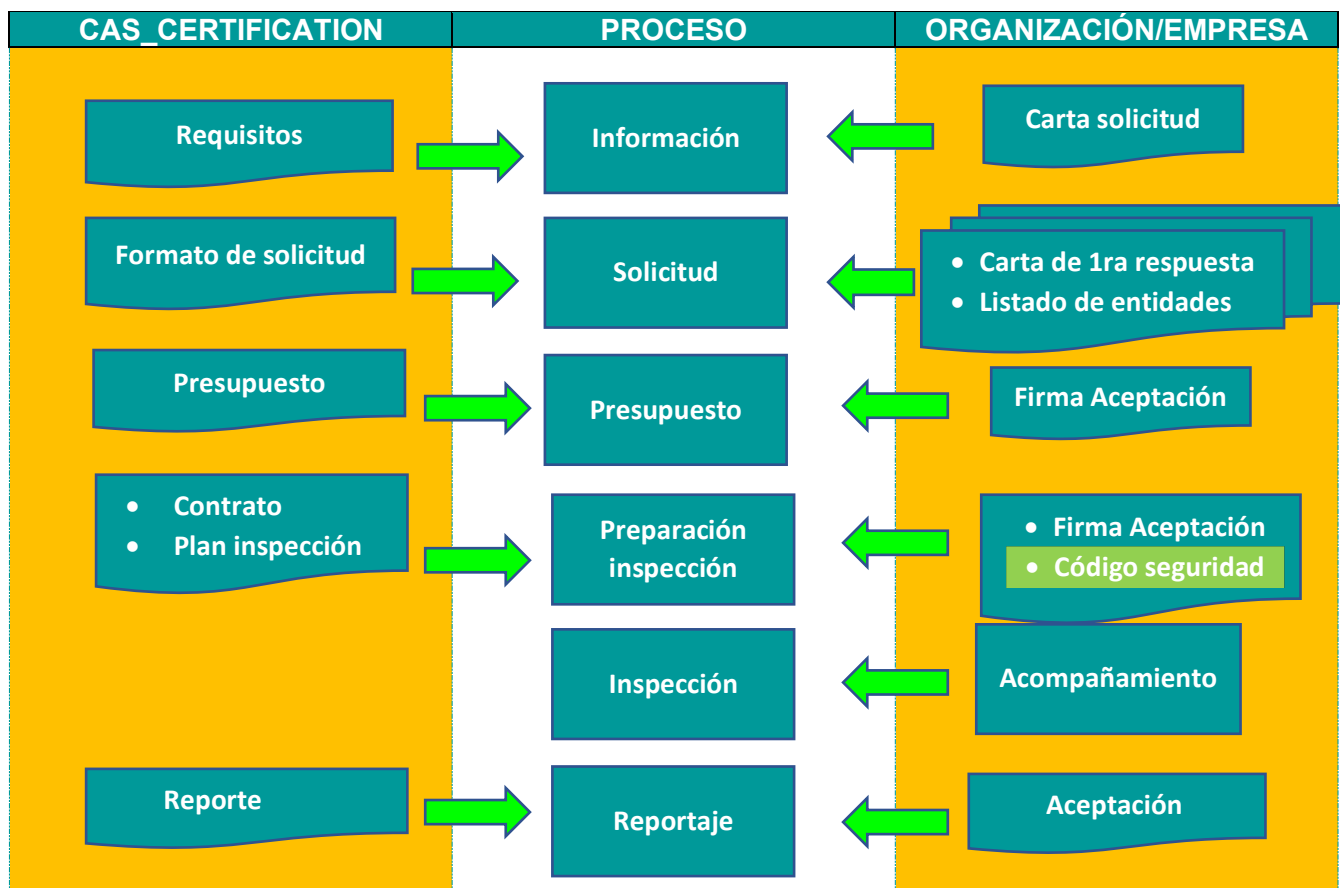 CAS_CERTIFICATION PROCESO ORGANIZACIÓN/EMPRESA
Requisitos
Información
Carta solicitud
Formato de solicitud
Solicitud
• Carta de 1ra respuesta
• Listado de entidades
Presupuesto
Presupuesto
Firma Aceptación
• Contrato
• Plan inspección
Preparación
inspección
• Firma Aceptación
• Código seguridad
Inspección
Acompañamiento
Reporte
Reportaje
Aceptación